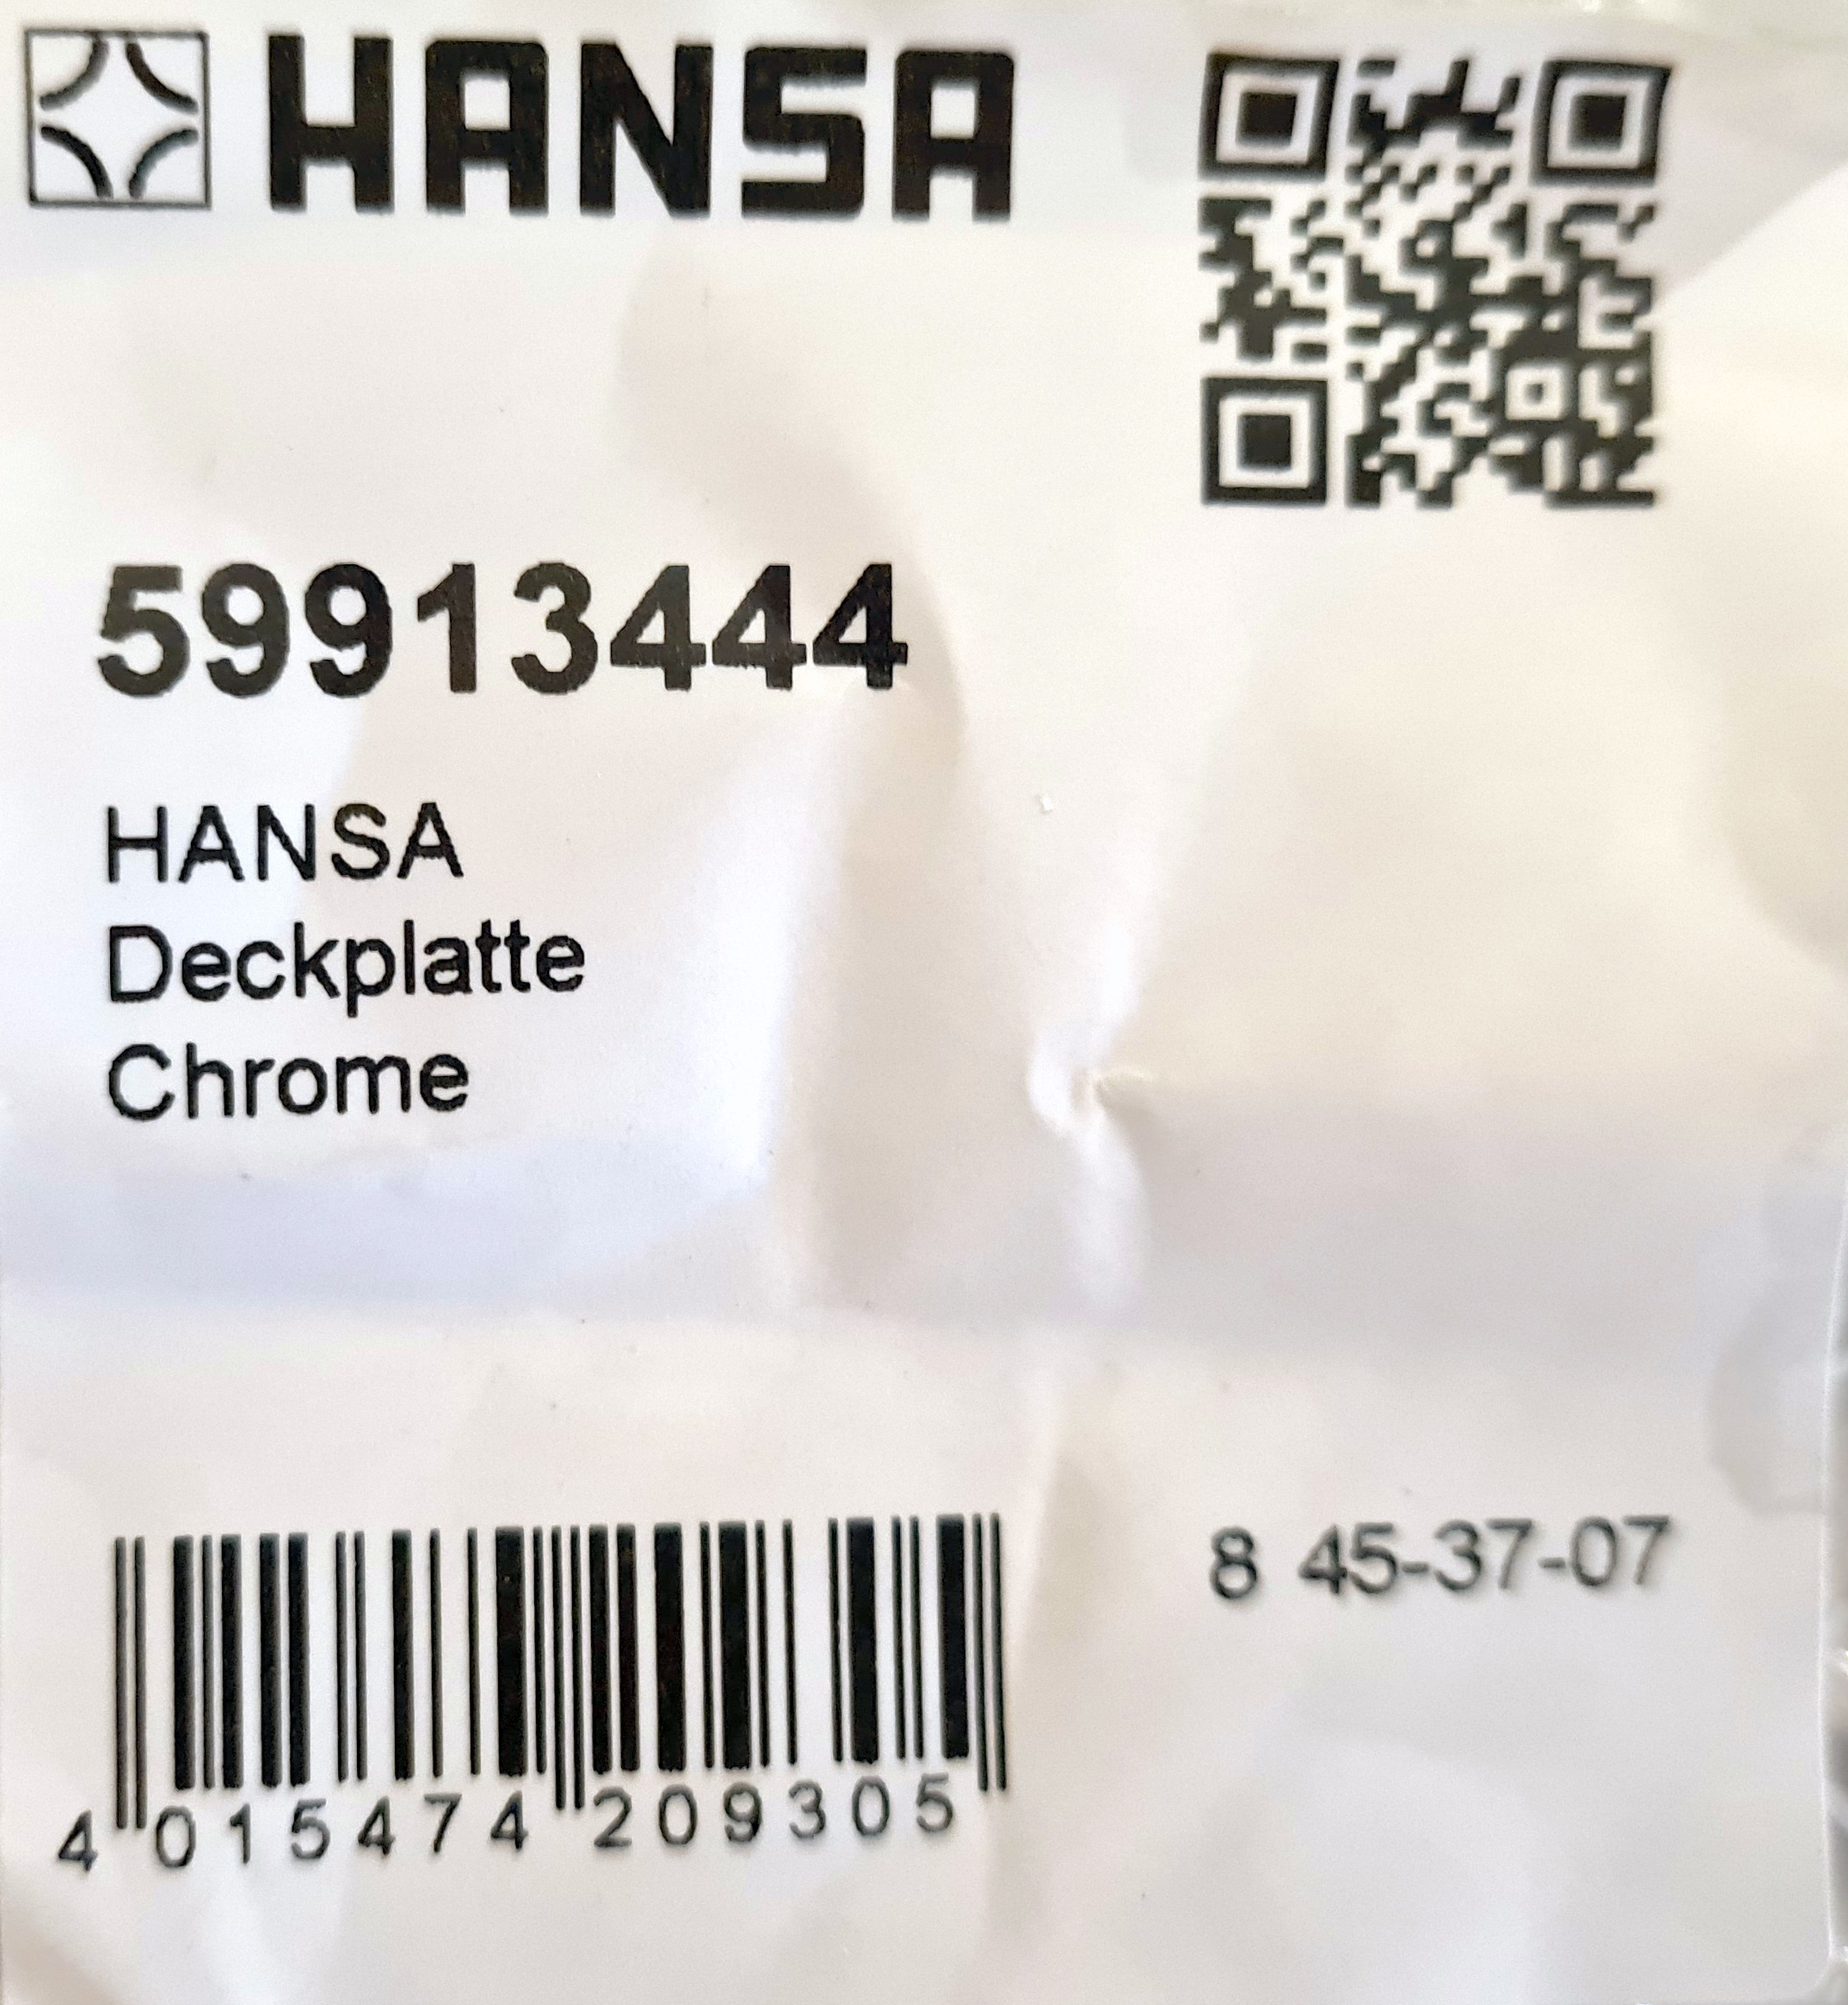 HANSA
59913444
HANSA
Deckplatte
Chrome
8 45-37-07
4 015474 209305